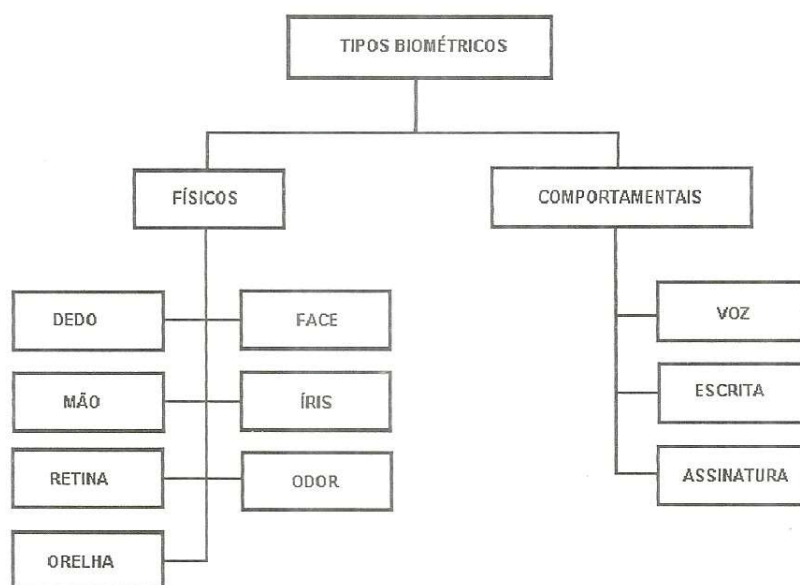 TIPOS BIOMÉTRICOS
FÍSICOS
COMPORTAMENTAIS
DEDO
FACE
MÃO
ÍRIS
RETINA
ODOR
ORELHA
VOZ
ESCRITA
ASSINATURA